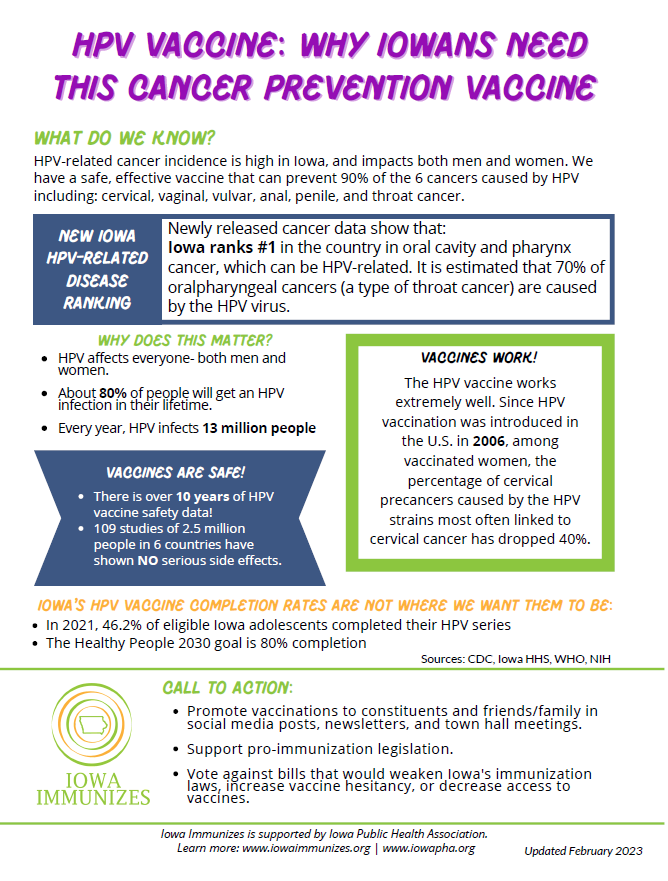 HPV VACCINE: WHY IOWANS NEED
THIS CANCER PREVENTION VACCINE
WHAT DO WE KNOW?
HPV-related cancer incidence is high in Iowa, and impacts both men and women. We
have a safe, effective vaccine that can prevent 90% of the 6 cancers caused by HPV
including: cervical, vaginal, vulvar, anal, penile, and throat cancer.
NEW IOWA
HPV-RELATED
DISEASE
RANKING
Newly released cancer data show that:
Iowa ranks #1 in the country in oral cavity and pharynx
cancer, which can be HPV-related. It is estimated that 70% of
oralpharyngeal cancers (a type of throat cancer) are caused
by the HPV virus.
WHY DOES THIS MATTER?
• HPV affects everyone- both men and
women.
• About 80% of people will get an HPV
infection in their lifetime.
• Every year, HPV infects 13 million people
VACCINES ARE SAFE!
• There is over 10 years of HPV
vaccine safety data!
• 109 studies of 2.5 million
people in 6 countries have
shown NO serious side effects.
VACCINES WORK!
The HPV vaccine works
extremely well. Since HPV
vaccination was introduced in
the U.S. in 2006, among
vaccinated women, the
percentage of cervical
precancers caused by the HPV
strains most often linked to
cervical cancer has dropped 40%.
IOWA'S HPV VACCINE COMPLETION RATES ARE NOT WHERE WE WANT THEM TO BE:
• In 2021, 46.2% of eligible Iowa adolescents completed their HPV series
• The Healthy People 2030 goal is 80% completion
Sources: CDC, Iowa HHS, WHO, NIH
IOWA
IMMUNIZES
CALL TO ACTION:
• Promote vaccinations to constituents and friends/family in
social media posts, newsletters, and town hall meetings.
• Support pro-immunization legislation.
• Vote against bills that would weaken Iowa's immunization
laws, increase vaccine hesitancy, or decrease access to
vaccines.
Iowa Immunizes is supported by Iowa Public Health Association.
Learn more: www.iowaimmunizes.org | www.iowapha.org
Updated February 2023